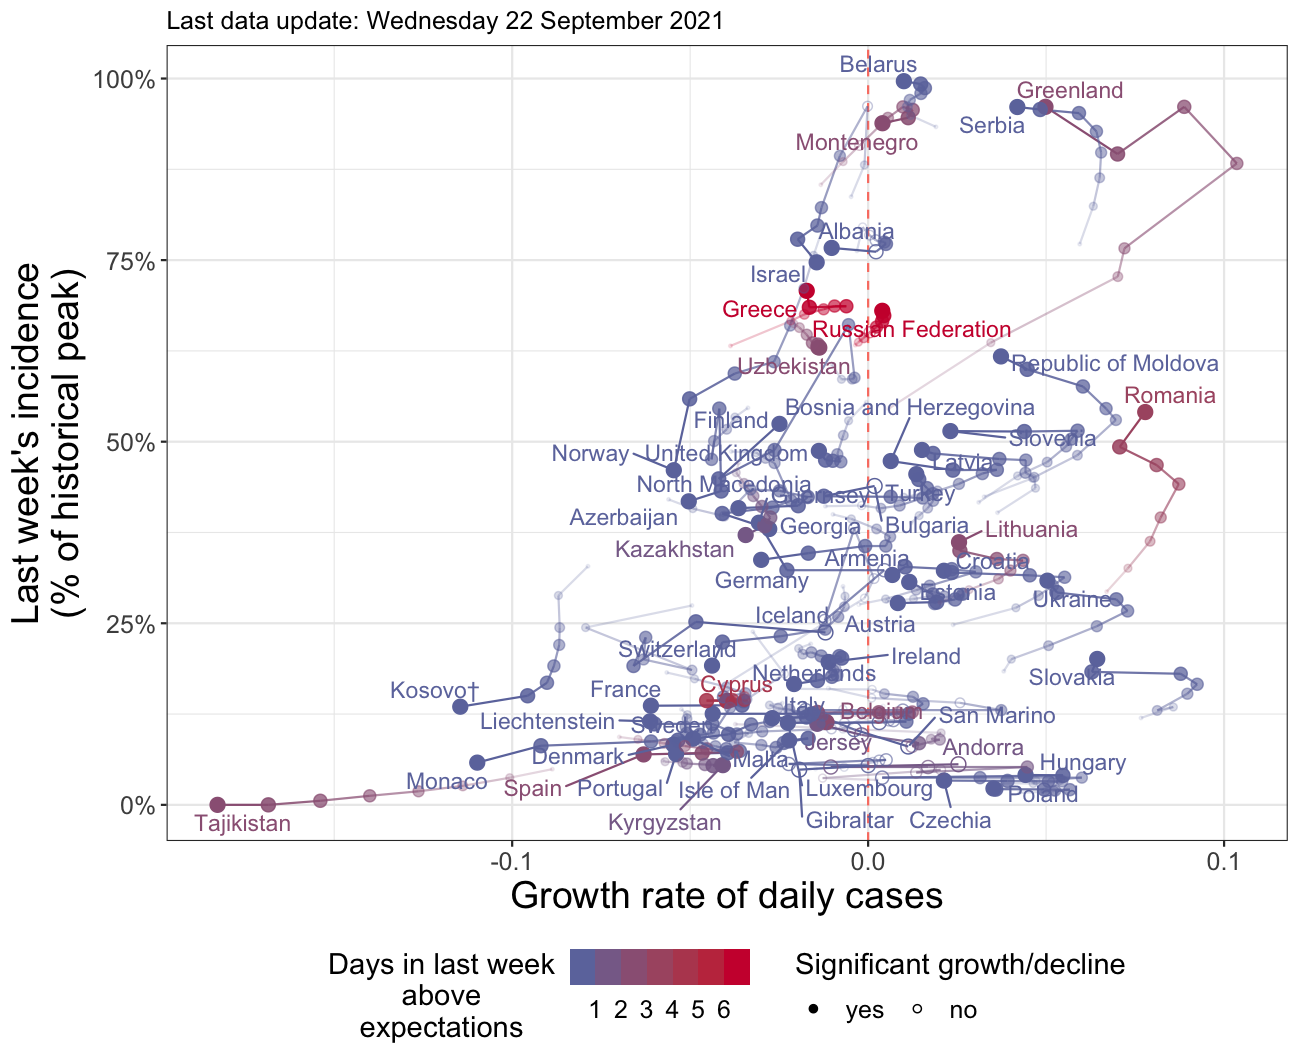 Last data update: Wednesday 22 September 2021
Last week's incidence
(% of historical peak)
100%
75%
50%
25%
0%
Belarus
Greenland
Serbia
Montenegro
Albania
Israel
Greece
Russian Federation
Uzbekistan
Republic of Moldova
Romania
Bosnia and Herzegovina
Finland
Slovenia
Norway
United Kingdom
Latvia
North Macedonia
Guernsey
Turkey
Azerbaijan
Georgia
Bulgaria
Lithuania
Kazakhstan
Armenia
Croatia
Germany
Estonia
Ukraine
Iceland
Austria
Switzerland
Ireland
Netherlands
Slovakia
Kosovo†
France
Cyprus
Italy
Belgium
San Marino
Liechtenstein
Sweden
Jersey
Andorra
Denmark
Malta
Hungary
Monaco
Spain
Portugal
Isle of Man
Luxembourg
Poland
Tajikistan
Kyrgyzstan
Gibraltar
Czechia
-0.1
0.0
0.1
Growth rate of daily cases
Days in last week
above
expectations
1 2 3 4 5 6
Significant growth/decline
yes
no